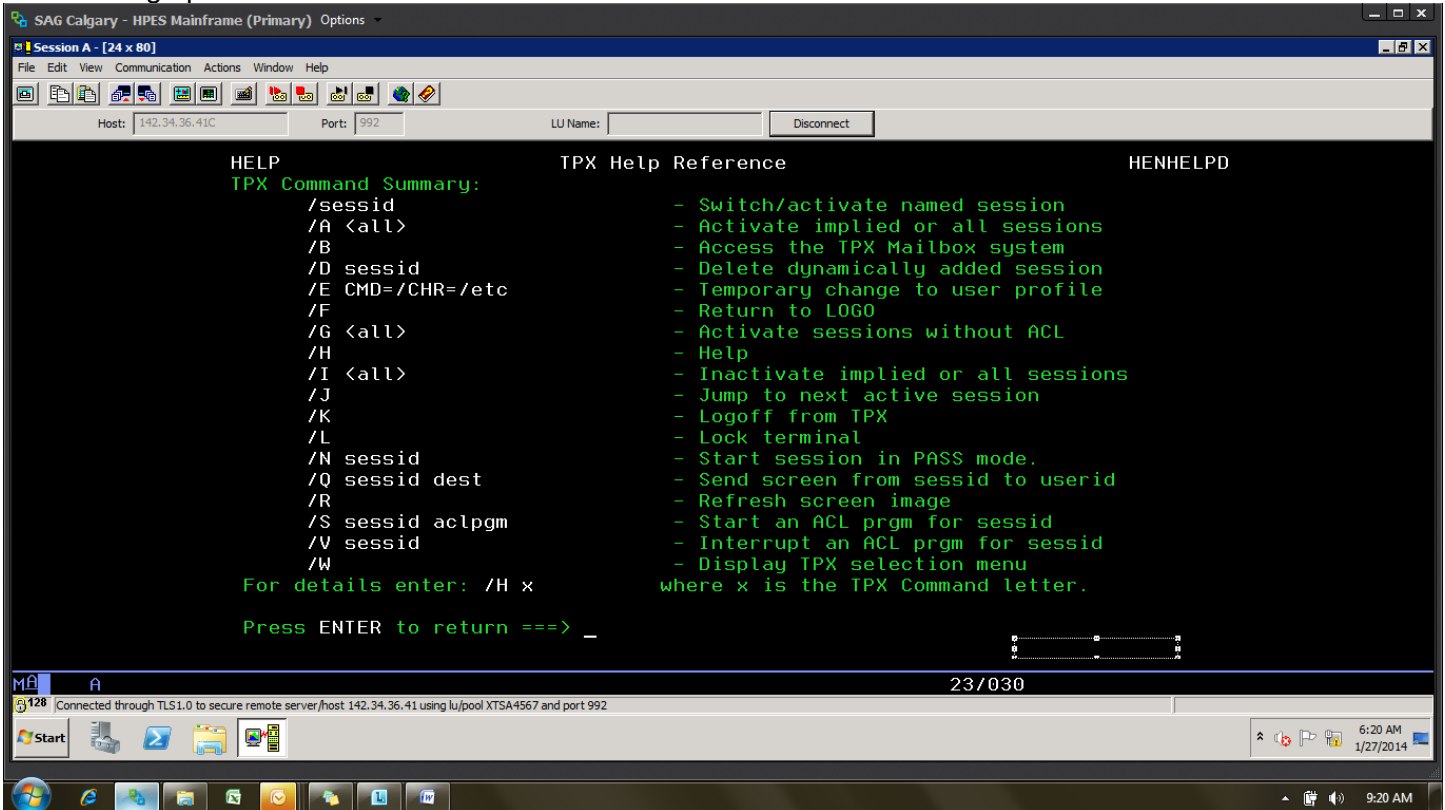 SAG Calgary - HPES Mainframe (Primary) Options
Session A - [24 x 80]
File Edit View Communication Actions Window Help
Host: 142.34.36.41C Port: 992 LU Name: Disconnect
HELP TPX Help Reference HENHELPD
TPX Command Summary:
/sessid - Switch/activate named session
/A <all> - Activate implied or all sessions
/B - Access the TPX Mailbox system
/D sessid - Delete dynamically added session
/E CMD=/CHR=/etc - Temporary change to user profile
/F - Return to LOGO
/G <all> - Activate sessions without ACL
/H - Help
/I <all> - Inactivate implied or all sessions
/J - Jump to next active session
/K - Logoff from TPX
/L - Lock terminal
/N sessid - Start session in PASS mode.
/Q sessid dest - Send screen from sessid to userid
/R - Refresh screen image
/S sessid aclpgm - Start an ACL prgm for sessid
/V sessid - Interrupt an ACL prgm for sessid
/W - Display TPX selection menu
For details enter: /H x where x is the TPX Command letter.
Press ENTER to return ===> _
MA A 23/030
128 Connected through TLS1.0 to secure remote server/host 142.34.36.41 using lu/pool XTSA4567 and port 992
Start 6:20 AM
1/27/2014
9:20 AM